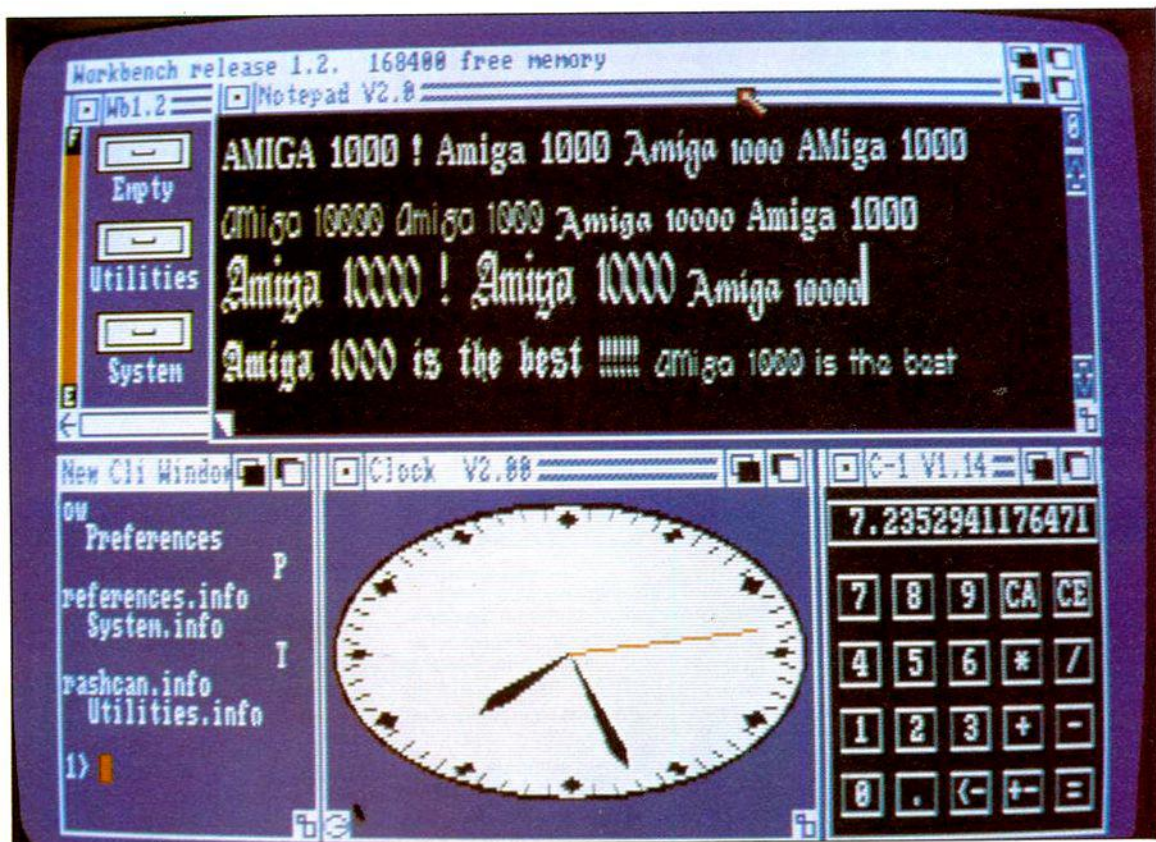 Workbench release 1.2. 168400 free memory
Wb1.2
Notepad V2.0
F
Empty
Utilities
System
E
0
AMIGA 1000 ! Amiga 1000 Amiga 1000 AMiga 1000
AMiga 10000 Amiga 1000 Amiga 10000 Amiga 1000
Amiga 10000 ! Amiga 10000 Amiga 10000
Amiga 1000 is the best !!!!!! AMiga 1000 is the best
New Cli Window
ow
Preferences
P
references.info
System.info
T
rashcan.info
Utilities.info
1>
Clock V2.00
C-1 V1.14
7.2352941176471
7 8 9 CA CE
4 5 6 * /
1 2 3 + -
0 . <- +- =